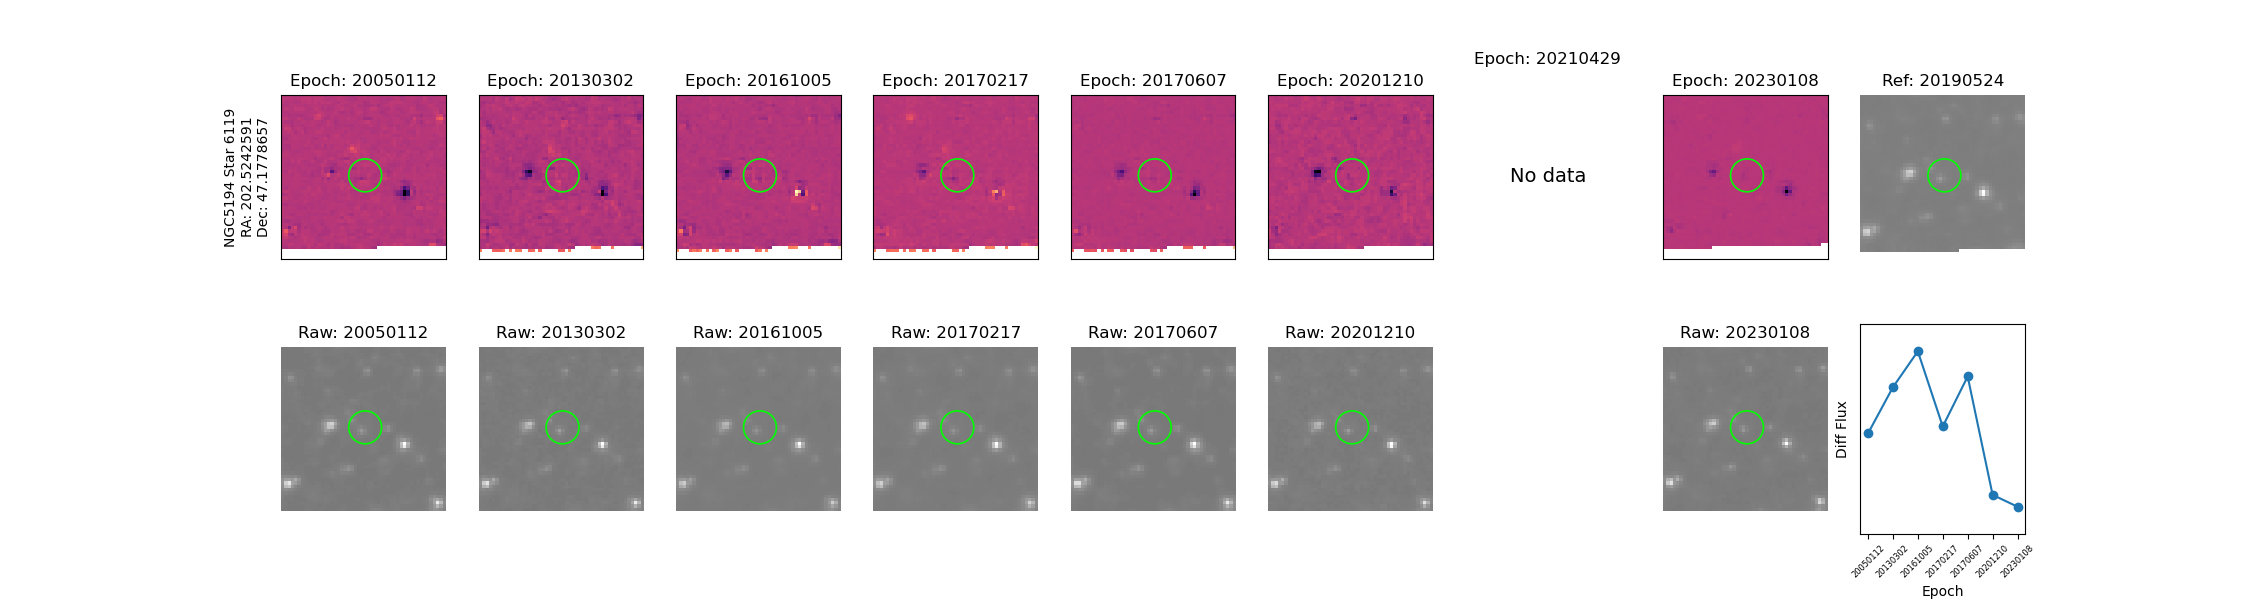 Epoch: 20210429
Epoch: 20050112
Epoch: 20130302
Epoch: 20161005
Epoch: 20170217
Epoch: 20170607
Epoch: 20201210
Epoch: 20230108
Ref: 20190524
NGC5194 Star 6119
RA: 202.5242591
Dec: 47.1778657
No data
Raw: 20050112
Raw: 20130302
Raw: 20161005
Raw: 20170217
Raw: 20170607
Raw: 20201210
Raw: 20230108
Diff Flux
20050112
20130302
20161005
20170217
20170607
20201210
20230108
Epoch